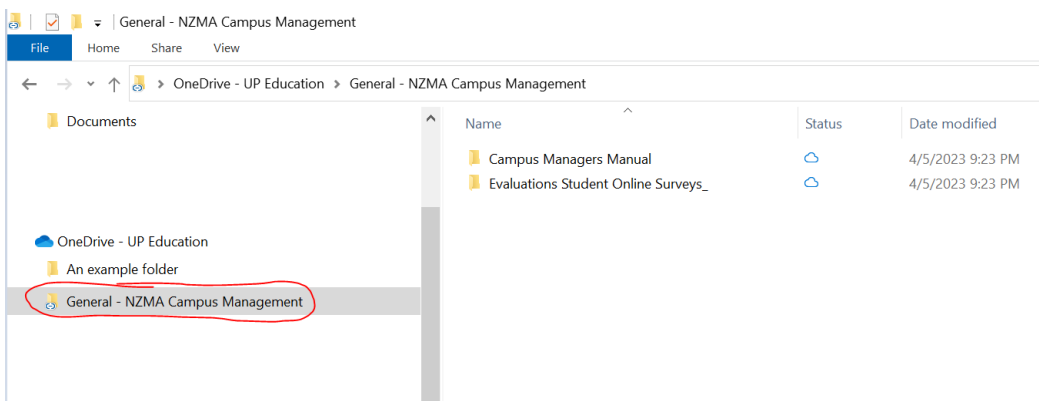 General - NZMA Campus Management
File Home Share View
OneDrive - UP Education > General - NZMA Campus Management
Documents
Name Status Date modified
Campus Managers Manual 4/5/2023 9:23 PM
Evaluations Student Online Surveys_ 4/5/2023 9:23 PM
OneDrive - UP Education
An example folder
General - NZMA Campus Management